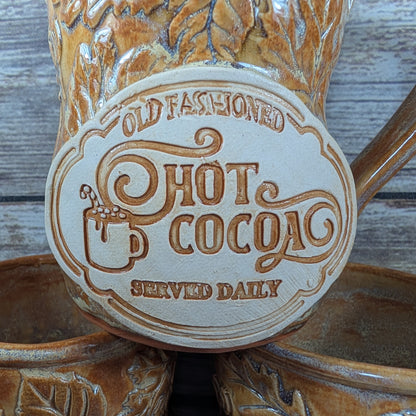 OLD FASHIONED
HOT
COCOA
SERVED DAILY